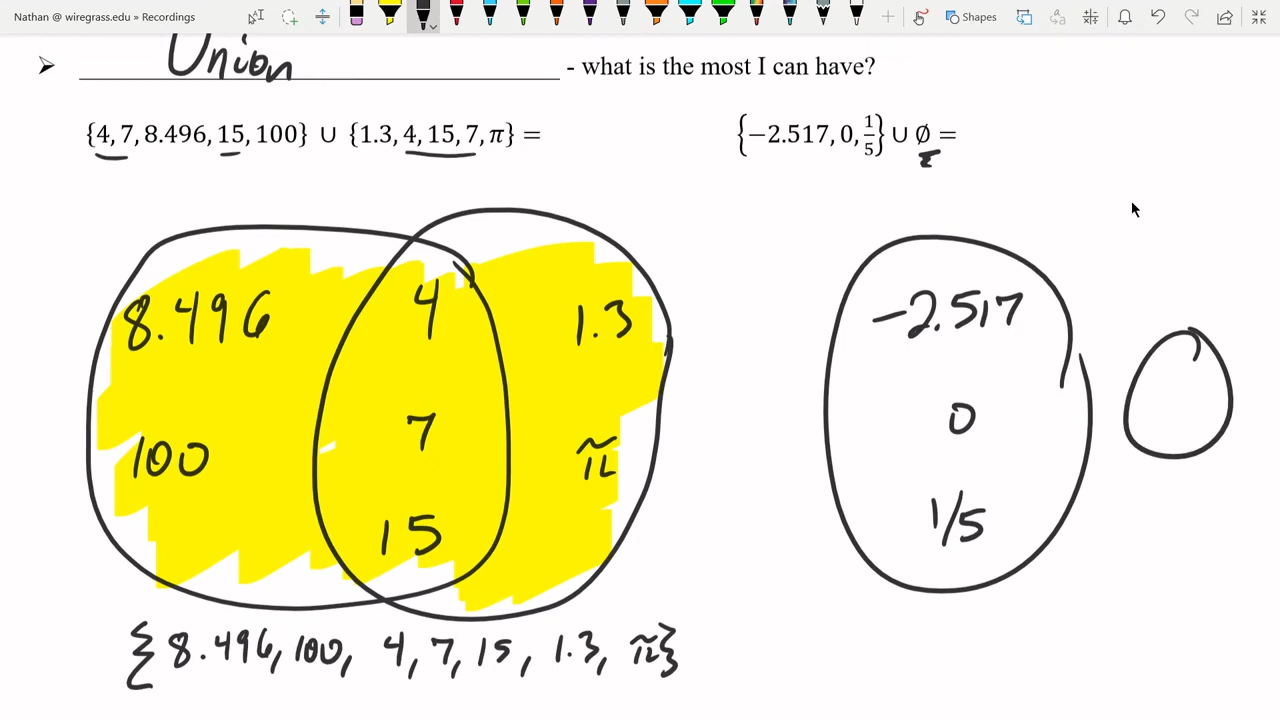 Nathan @ wiregrass.edu » Recordings
Shapes
➢ Union - what is the most I can have?
{4, 7, 8.496, 15, 100} ∪ {1.3, 4, 15, 7, π} =
{−2.517, 0, 1/5} ∪ ∅ =
8.496 4 1.3
100 7 π
15
{8.496, 100, 4, 7, 15, 1.3, π}
-2.517
0
1/5